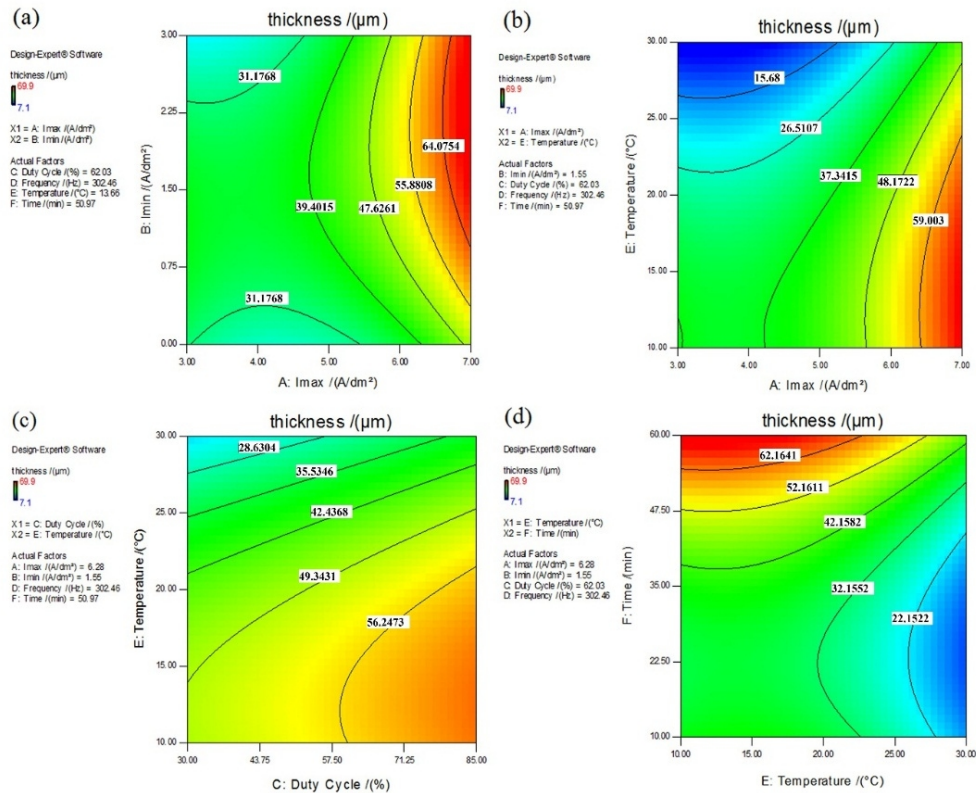 (a)
thickness /(µm)
Design-Expert® Software
thickness /(µm)
69.9
7.1
X1 = A: Imax /(A/dm²)
X2 = B: Imin /(A/dm²)
Actual Factors
C: Duty Cycle /(%) = 62.03
D: Frequency /(Hz) = 302.46
E: Temperature /(°C) = 13.66
F: Time /(min) = 50.97
B: Imin /(A/dm²)
3.00
2.25
1.50
0.75
0.00
31.1768
64.0754
55.8808
47.6261
39.4015
31.1768
3.00
4.00
5.00
6.00
7.00
A: Imax /(A/dm²)
(b)
thickness /(µm)
Design-Expert® Software
thickness /(µm)
69.9
7.1
X1 = A: Imax /(A/dm²)
X2 = E: Temperature /(°C)
Actual Factors
B: Imin /(A/dm²) = 1.55
C: Duty Cycle /(%) = 62.03
D: Frequency /(Hz) = 302.46
F: Time /(min) = 50.97
E: Temperature /(°C)
30.00
25.00
20.00
15.00
10.00
15.68
26.5107
37.3415
48.1722
59.003
3.00
4.00
5.00
6.00
7.00
A: Imax /(A/dm²)
(c)
thickness /(µm)
Design-Expert® Software
thickness /(µm)
69.9
7.1
X1 = C: Duty Cycle /(%)
X2 = E: Temperature /(°C)
Actual Factors
A: Imax /(A/dm²) = 6.28
B: Imin /(A/dm²) = 1.55
D: Frequency /(Hz) = 302.46
F: Time /(min) = 50.97
E: Temperature /(°C)
30.00
25.00
20.00
15.00
10.00
28.6304
35.5346
42.4368
49.3431
56.2473
30.00
43.75
57.50
71.25
85.00
C: Duty Cycle /(%)
(d)
thickness /(µm)
Design-Expert® Software
thickness /(µm)
69.9
7.1
X1 = E: Temperature /(°C)
X2 = F: Time /(min)
Actual Factors
A: Imax /(A/dm²) = 6.28
B: Imin /(A/dm²) = 1.55
C: Duty Cycle /(%) = 62.03
D: Frequency /(Hz) = 302.46
F: Time /(min)
60.00
47.50
35.00
22.50
10.00
62.1641
52.1611
42.1582
32.1552
22.1522
10.00
15.00
20.00
25.00
30.00
E: Temperature /(°C)